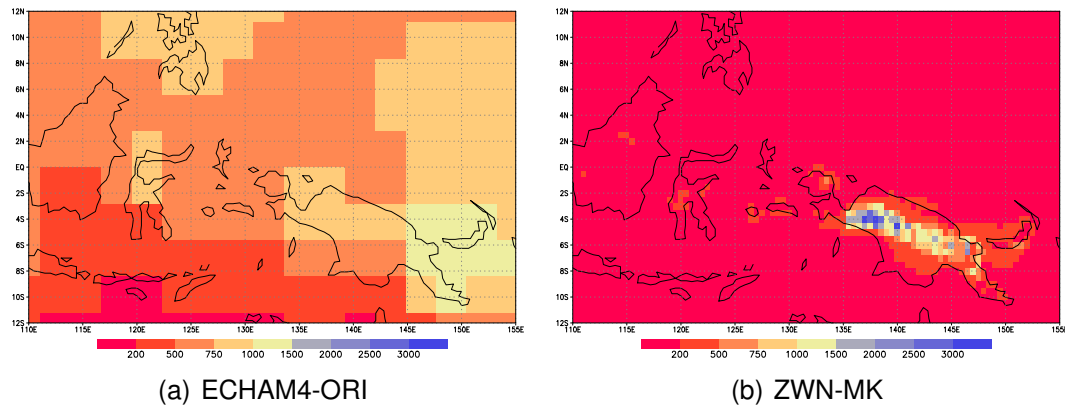 12N
10N
8N
6N
4N
2N
EQ
2S
4S
6S
8S
10S
12S
110E 115E 120E 125E 130E 135E 140E 145E 150E 155E
200 500 750 1000 1500 2000 2500 3000
(a) ECHAM4-ORI
12N
10N
8N
6N
4N
2N
EQ
2S
4S
6S
8S
10S
12S
110E 115E 120E 125E 130E 135E 140E 145E 150E 155E
200 500 750 1000 1500 2000 2500 3000
(b) ZWN-MK